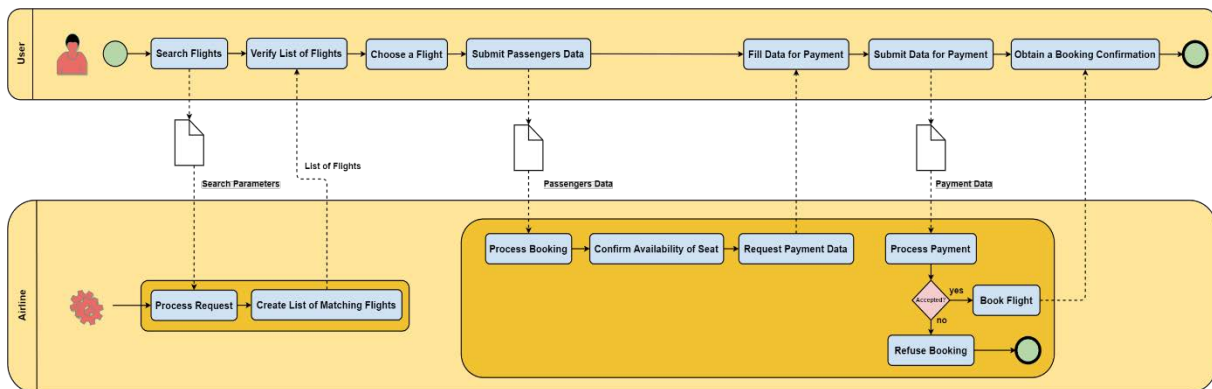 User
Search Flights
Verify List of Flights
Choose a Flight
Submit Passengers Data
Fill Data for Payment
Submit Data for Payment
Obtain a Booking Confirmation
List of Flights
Search Parameters
Passengers Data
Payment Data
Airline
Process Request
Create List of Matching Flights
Process Booking
Confirm Availability of Seat
Request Payment Data
Process Payment
Accepted?
yes
Book Flight
no
Refuse Booking